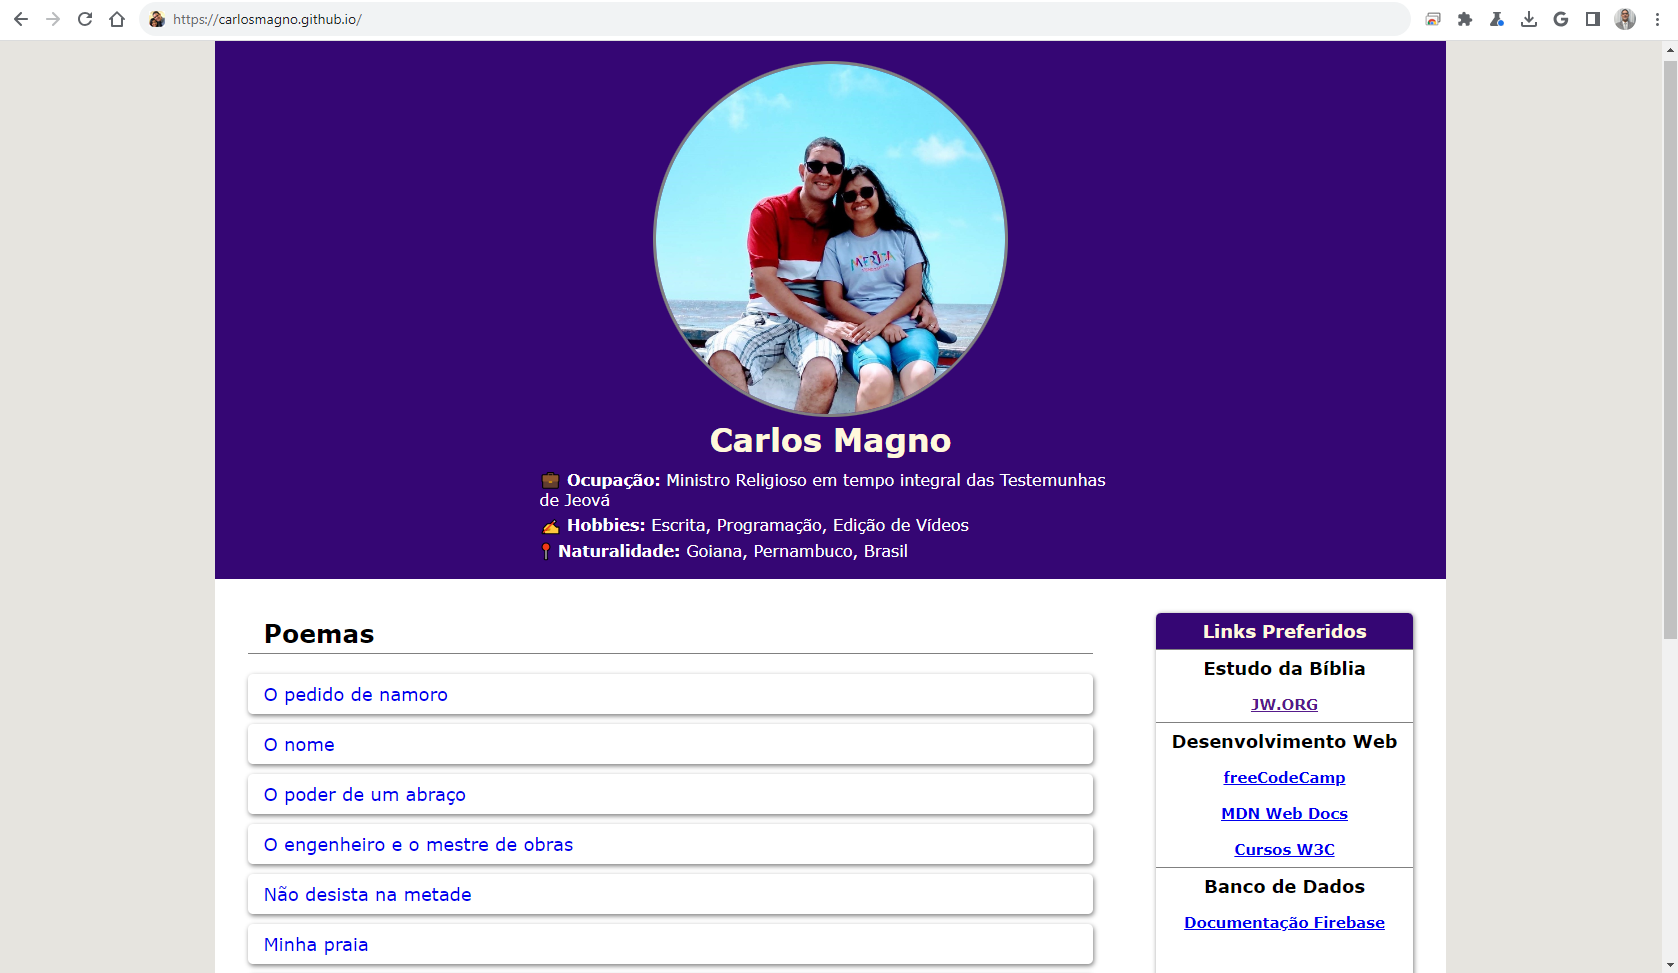 https://carlosmagno.github.io/
Carlos Magno
Ocupação: Ministro Religioso em tempo integral das Testemunhas
de Jeová
Hobbies: Escrita, Programação, Edição de Vídeos
Naturalidade: Goiana, Pernambuco, Brasil
Poemas
O pedido de namoro
O nome
O poder de um abraço
O engenheiro e o mestre de obras
Não desista na metade
Minha praia
Links Preferidos
Estudo da Bíblia
JW.ORG
Desenvolvimento Web
freeCodeCamp
MDN Web Docs
Cursos W3C
Banco de Dados
Documentação Firebase